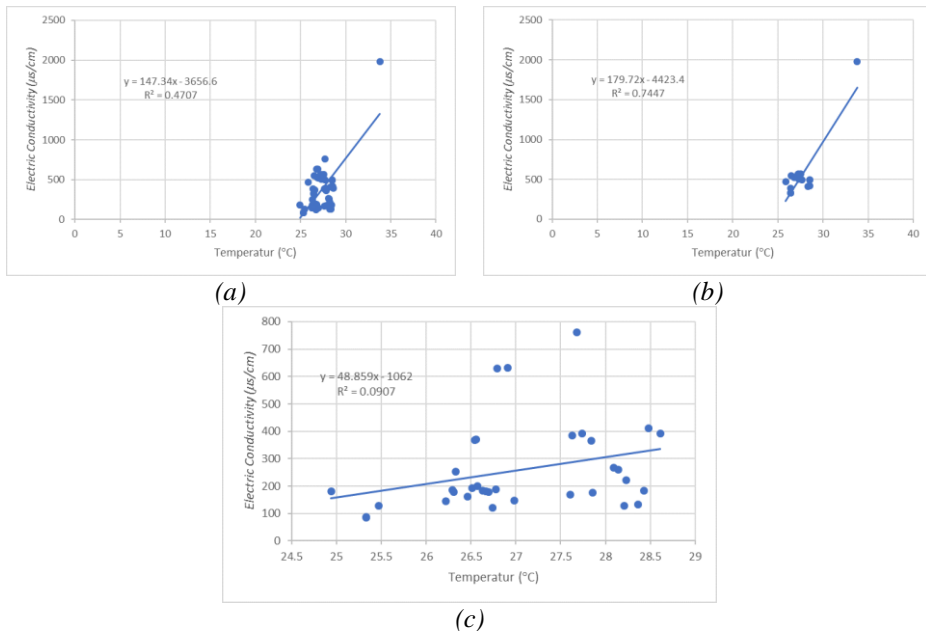 2500
2000
1500
1000
500
0
Electric Conductivity (µs/cm)
y = 147.34x - 3656.6
R² = 0.4707
0 5 10 15 20 25 30 35 40
Temperatur (°C)
(a)
2500
2000
1500
1000
500
0
Electric Conductivity (µs/cm)
y = 179.72x - 4423.4
R² = 0.7447
0 5 10 15 20 25 30 35 40
Temperatur (°C)
(b)
800
700
600
500
400
300
200
100
0
Electric Conductivity (µs/cm)
y = 48.859x - 1062
R² = 0.0907
24.5 25 25.5 26 26.5 27 27.5 28 28.5 29
Temperatur (°C)
(c)